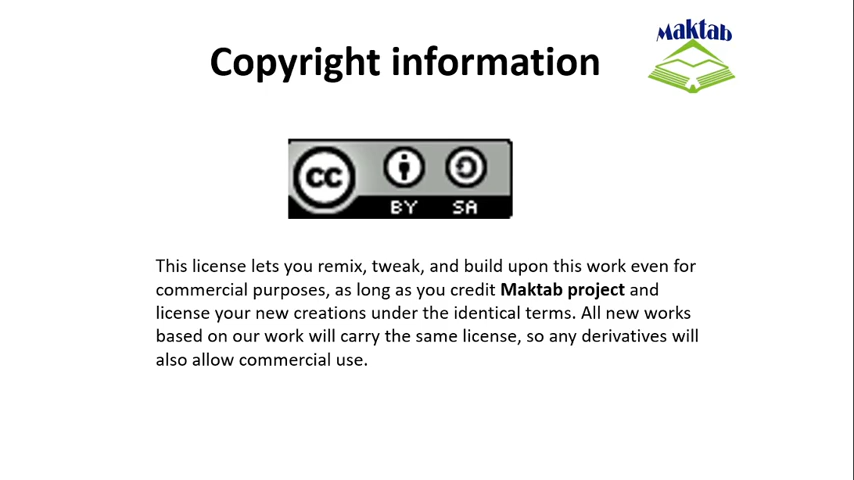 Maktab
Copyright information
CC
BY SA
This license lets you remix, tweak, and build upon this work even for
commercial purposes, as long as you credit Maktab project and
license your new creations under the identical terms. All new works
based on our work will carry the same license, so any derivatives will
also allow commercial use.